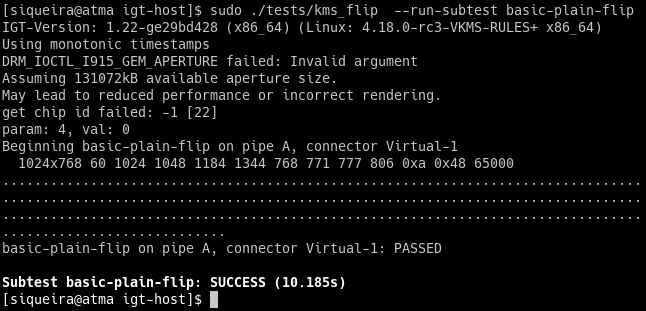 [siqueira@atma igt-host]$ sudo ./tests/kms_flip  --run-subtest basic-plain-flip
IGT-Version: 1.22-ge29bd428 (x86_64) (Linux: 4.18.0-rc3-VKMS-RULES+ x86_64)
Using monotonic timestamps
DRM_IOCTL_I915_GEM_APERTURE failed: Invalid argument
Assuming 131072kB available aperture size.
May lead to reduced performance or incorrect rendering.
get chip id failed: -1 [22]
param: 4, val: 0
Beginning basic-plain-flip on pipe A, connector Virtual-1
  1024x768 60 1024 1048 1184 1344 768 771 777 806 0xa 0x48 65000
................................................................................
................................................................................
................................................................................
............................
basic-plain-flip on pipe A, connector Virtual-1: PASSED

Subtest basic-plain-flip: SUCCESS (10.185s)
[siqueira@atma igt-host]$